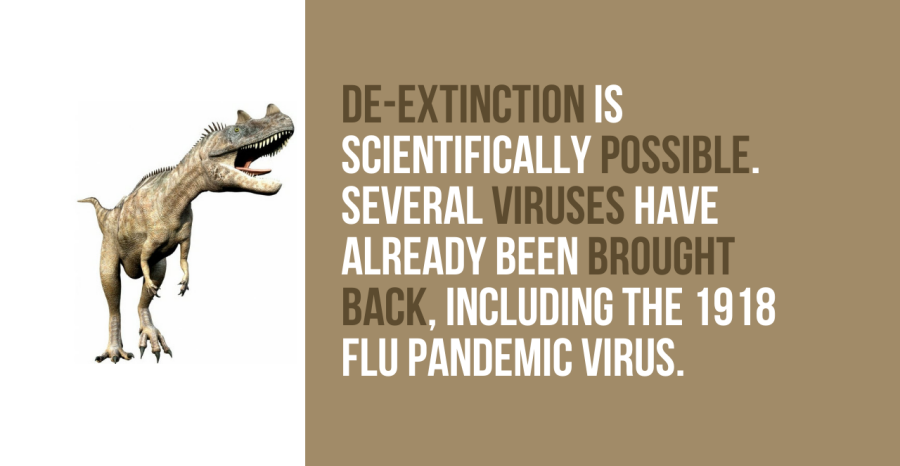 DE-EXTINCTION IS
SCIENTIFICALLY POSSIBLE.
SEVERAL VIRUSES HAVE
ALREADY BEEN BROUGHT
BACK, INCLUDING THE 1918
FLU PANDEMIC VIRUS.